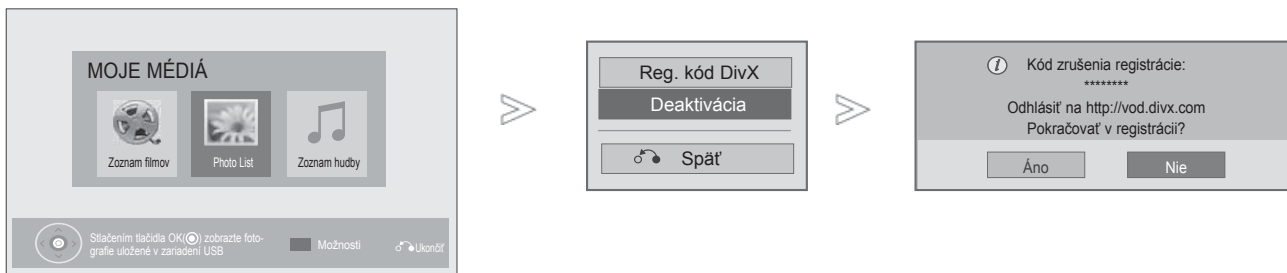 MOJE MÉDIÁ
Zoznam filmov
Photo List
Zoznam hudby
Stlačením tlačidla OK(◉) zobrazte foto-
grafie uložené v zariadení USB
Možnosti
Ukončiť
Reg. kód DivX
Deaktivácia
Späť
Kód zrušenia registrácie:
********
Odhlásiť na http://vod.divx.com
Pokračovať v registrácii?
Áno
Nie